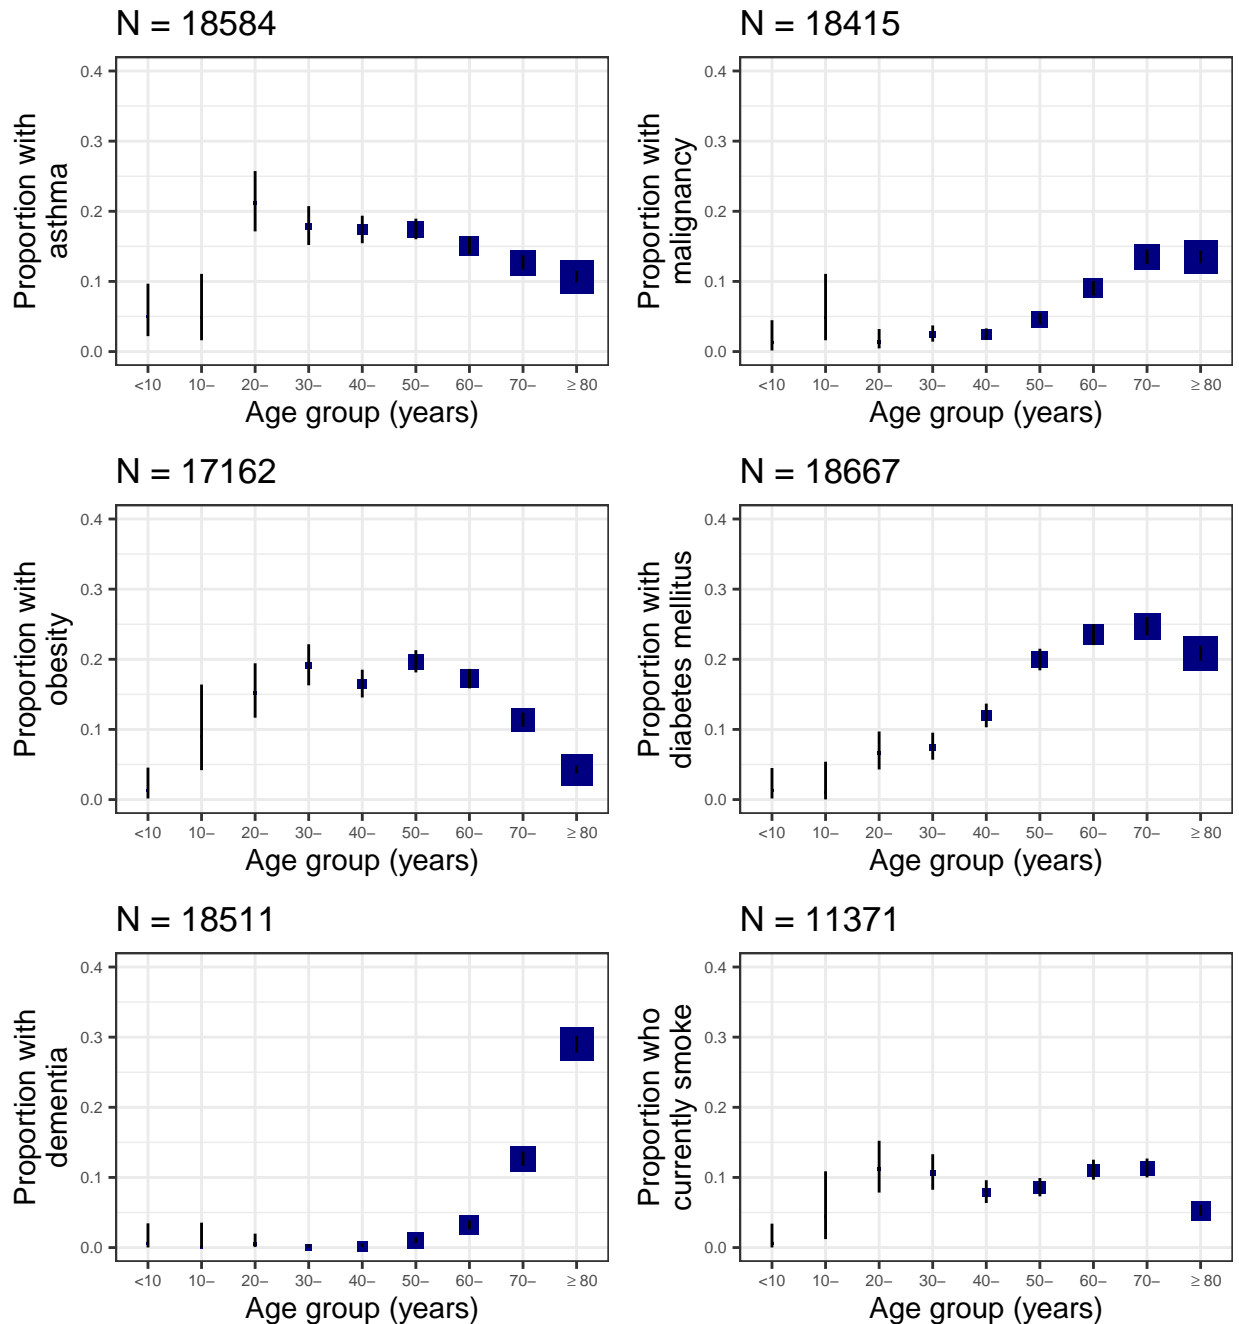 N = 18584
Proportion with
asthma
0.4
0.3
0.2
0.1
0.0
<10 10– 20– 30– 40– 50– 60– 70– ≥ 80
Age group (years)
N = 18415
Proportion with
malignancy
0.4
0.3
0.2
0.1
0.0
<10 10– 20– 30– 40– 50– 60– 70– ≥ 80
Age group (years)
N = 17162
Proportion with
obesity
0.4
0.3
0.2
0.1
0.0
<10 10– 20– 30– 40– 50– 60– 70– ≥ 80
Age group (years)
N = 18667
Proportion with
diabetes mellitus
0.4
0.3
0.2
0.1
0.0
<10 10– 20– 30– 40– 50– 60– 70– ≥ 80
Age group (years)
N = 18511
Proportion with
dementia
0.4
0.3
0.2
0.1
0.0
<10 10– 20– 30– 40– 50– 60– 70– ≥ 80
Age group (years)
N = 11371
Proportion who
currently smoke
0.4
0.3
0.2
0.1
0.0
<10 10– 20– 30– 40– 50– 60– 70– ≥ 80
Age group (years)